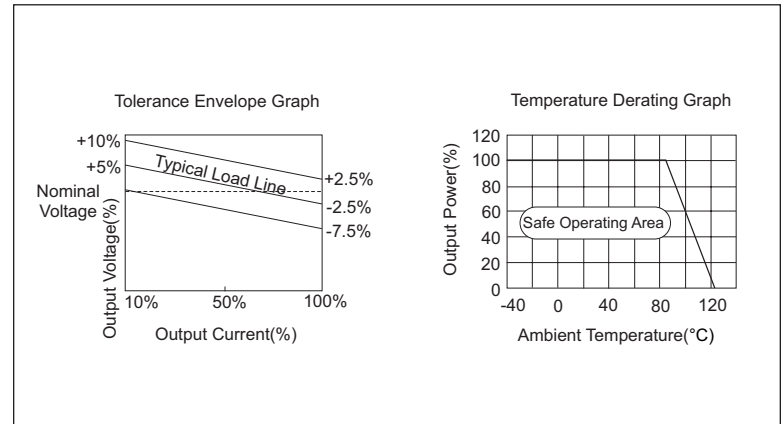 Tolerance Envelope Graph
+10%
+5%
Nominal
Voltage
Output Voltage(%)
Typical Load Line
+2.5%
-2.5%
-7.5%
10%
50%
100%
Output Current(%)
Temperature Derating Graph
Output Power(%)
120
100
80
60
40
20
0
Safe Operating Area
-40
0
40
80
120
Ambient Temperature(°C)